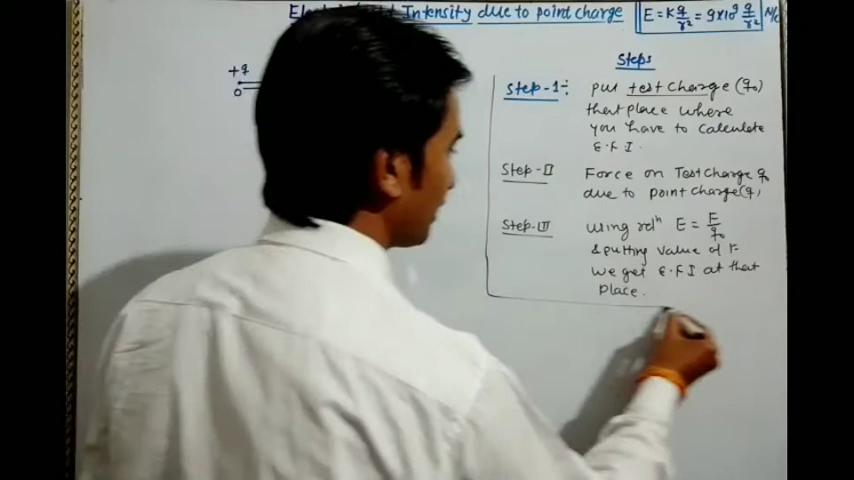 Intensity due to point charge
E = K q/r² = 9×10⁹ q/r² N/C
+q
O
Steps
Step-1 :- put test Charge (q₀)
that place where
you have to calculate
E.F I.
Step-II Force on Test Charge q₀
due to point Charge (q)
Step-III using relⁿ E = F/q₀
& putting value of F
we get E.F I at that
place.